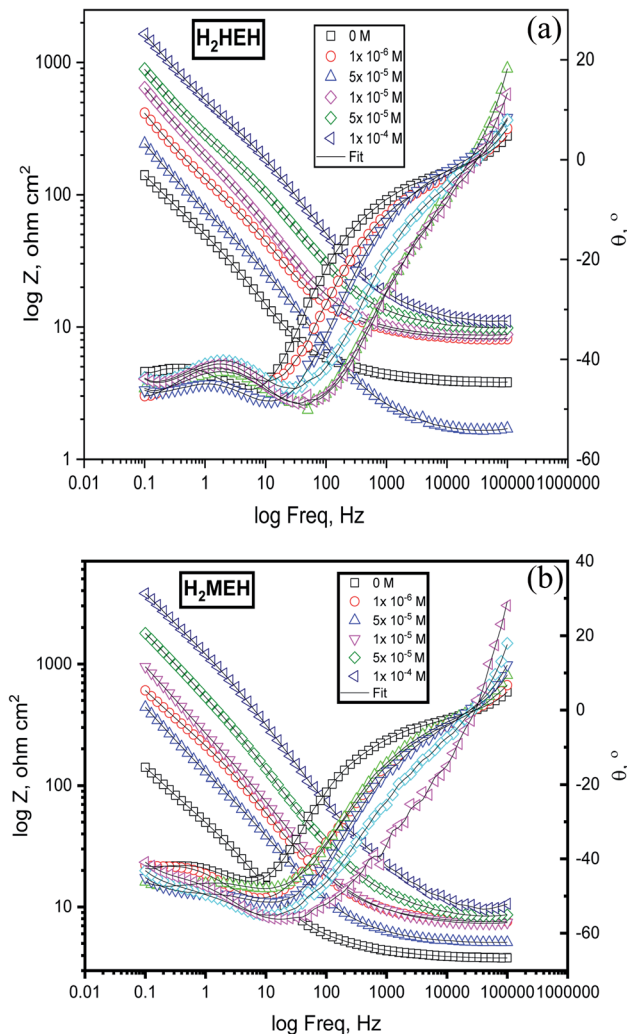 H₂HEH
(a)
0 M
1x 10⁻⁶ M
5x 10⁻⁵ M
1x 10⁻⁵ M
5x 10⁻⁵ M
1x 10⁻⁴ M
Fit
log Z, ohm cm²
1000
100
10
1
20
0
-20
-40
-60
θ, °
0.01 0.1 1 10 100 1000 10000 100000 1000000
log Freq, Hz
H₂MEH
(b)
0 M
1x 10⁻⁶ M
5x 10⁻⁵ M
1x 10⁻⁵ M
5x 10⁻⁵ M
1x 10⁻⁴ M
Fit
log Z, ohm cm²
1000
100
10
40
20
0
-20
-40
-60
θ, °
0.01 0.1 1 10 100 1000 10000 100000 1000000
log Freq, Hz